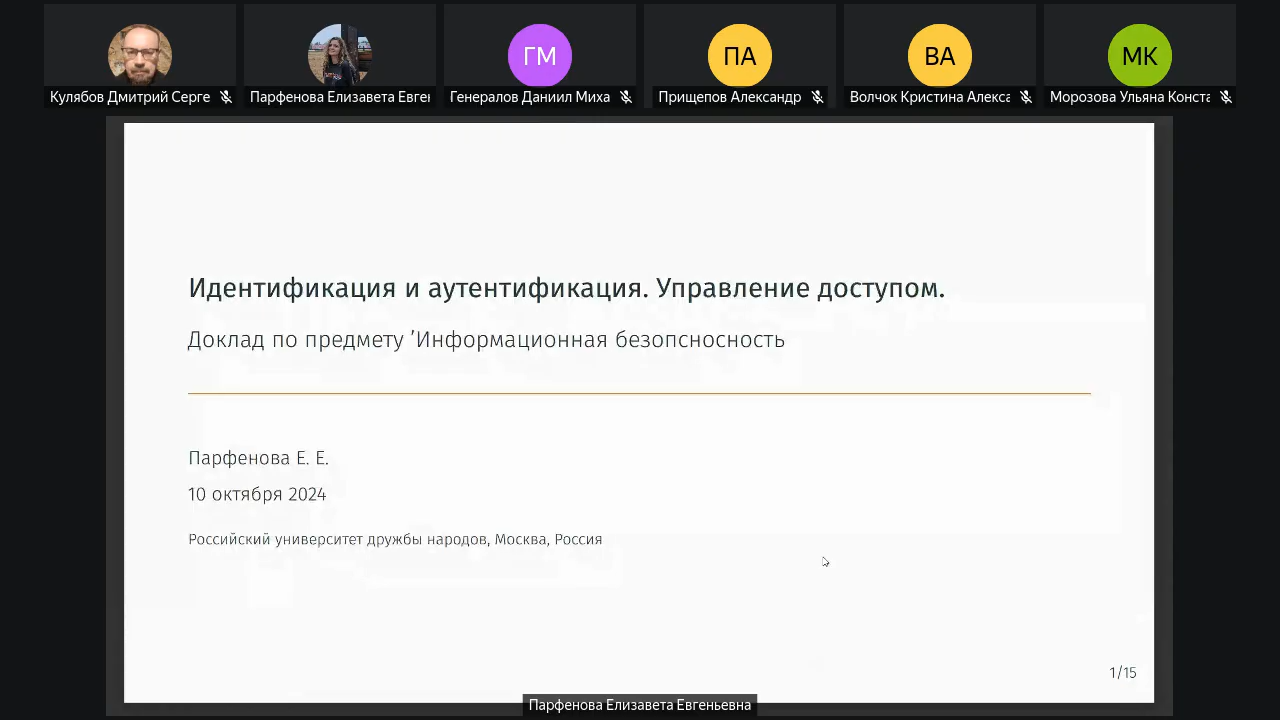 ГМ
ПА
ВА
МК
Кулябов Дмитрий Серге
Парфенова Елизавета Евген
Генералов Даниил Миха
Прищепов Александр
Волчок Кристина Алекса
Морозова Ульяна Конста
Идентификация и аутентификация. Управление доступом.
Доклад по предмету ’Информационная безопсносность
Парфенова Е. Е.
10 октября 2024
Российский университет дружбы народов, Москва, Россия
1/15
Парфенова Елизавета Евгеньевна